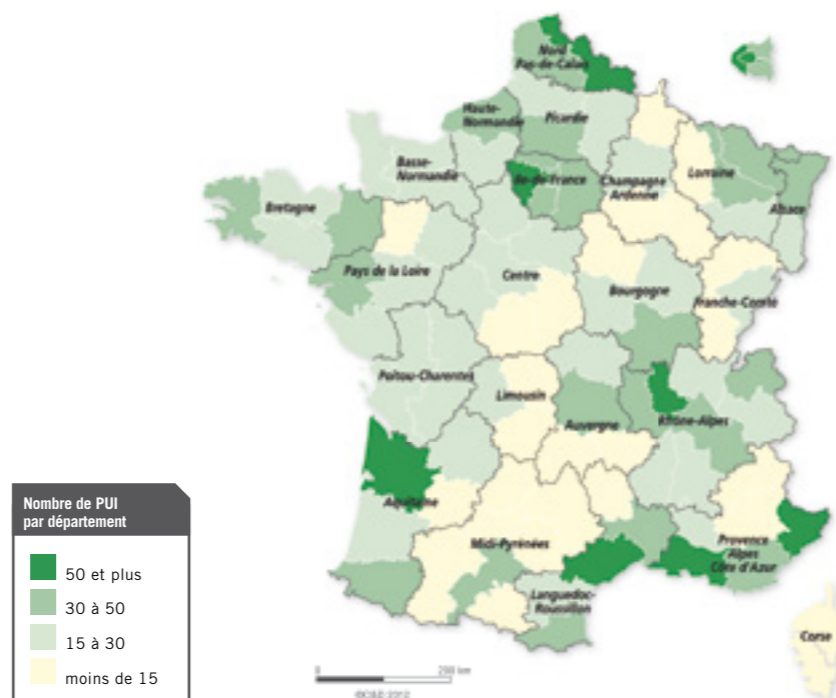 Nord
Pas-de-Calais
Haute-
Normandie
Picardie
Basse-
Normandie
Ile-de-France
Champagne
Ardenne
Lorraine
Alsace
Bretagne
Pays de la Loire
Centre
Bourgogne
Franche-Comté
Poitou-Charentes
Limousin
Auvergne
Rhône-Alpes
Aquitaine
Midi-Pyrénées
Languedoc-
Roussillon
Provence
Alpes
Côte d'Azur
Corse
Nombre de PUI
par département
50 et plus
30 à 50
15 à 30
moins de 15
0 200 km
2012